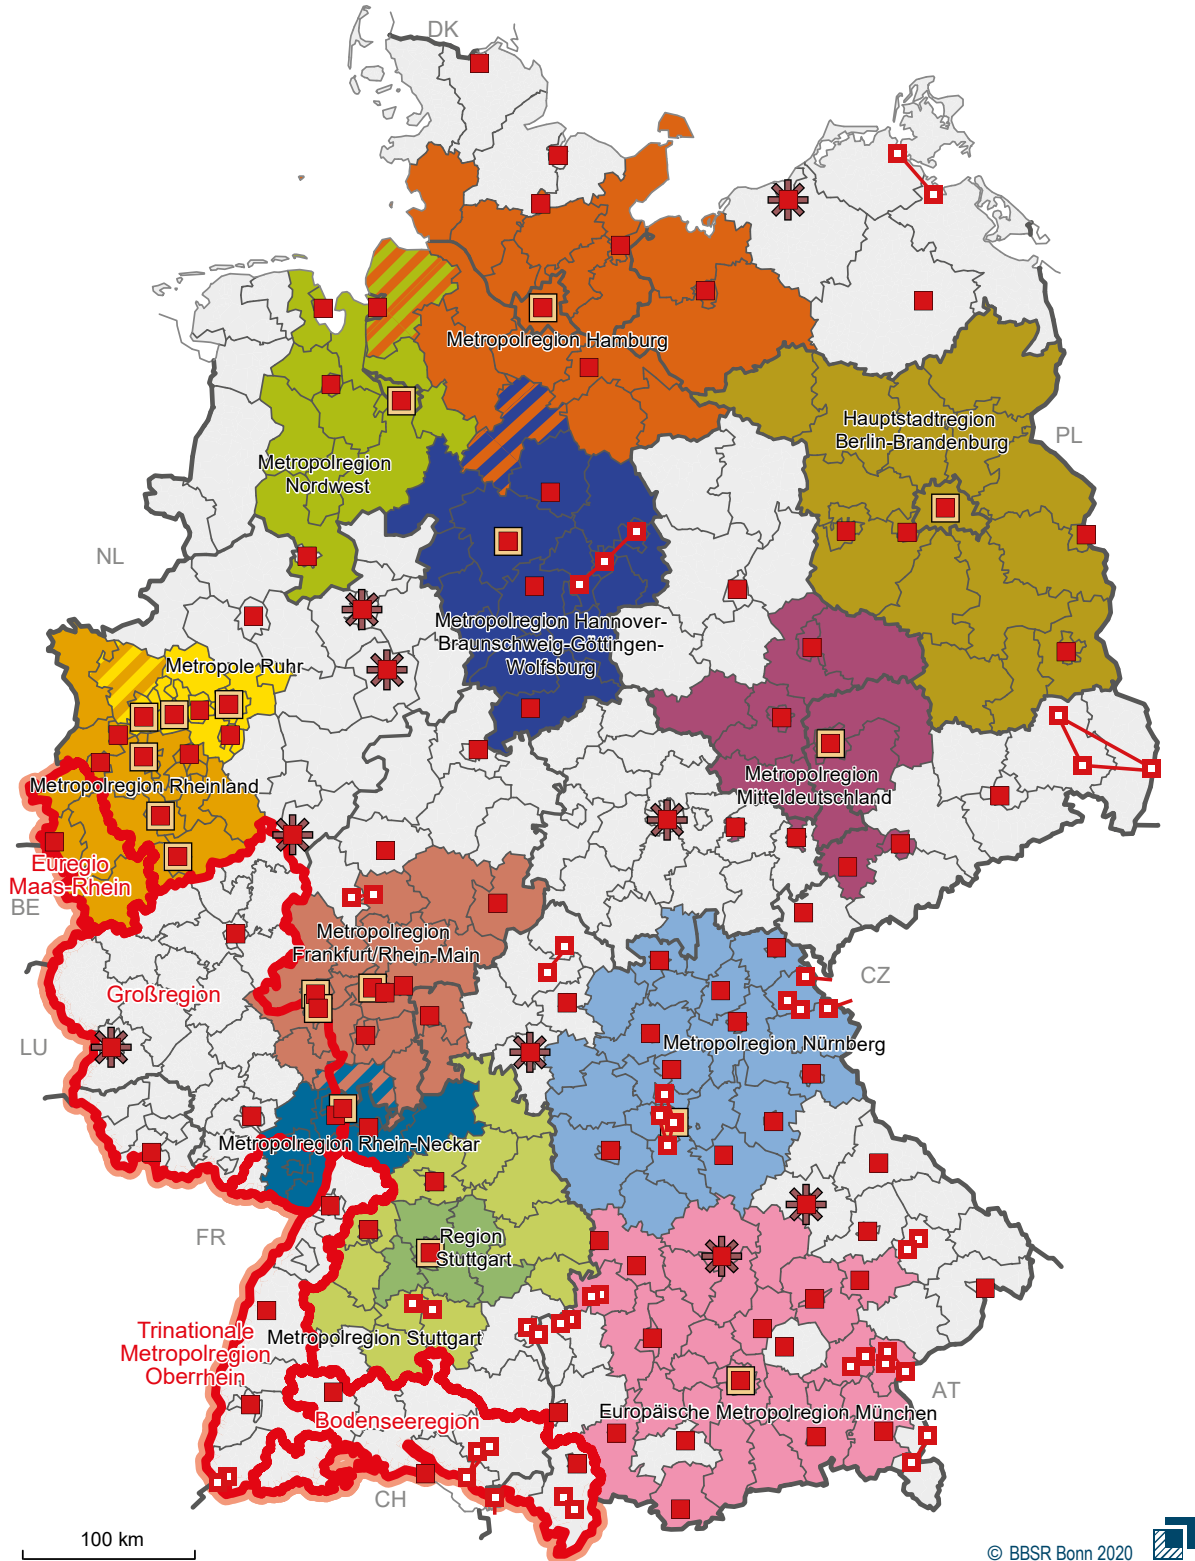 DK
Metropolregion Hamburg
Hauptstadtregion
Berlin-Brandenburg
PL
Metropolregion
Nordwest
NL
Metropolregion Hannover-
Braunschweig-Göttingen-
Wolfsburg
Metropole Ruhr
Metropolregion Rheinland
Metropolregion
Mitteldeutschland
Euregio
Maas-Rhein
BE
Metropolregion
Frankfurt/Rhein-Main
CZ
Großregion
LU
Metropolregion Nürnberg
Metropolregion Rhein-Neckar
FR
Region
Stuttgart
Trinationale
Metropolregion
Oberrhein
Metropolregion Stuttgart
AT
Bodenseeregion
Europäische Metropolregion München
CH
100 km
© BBSR Bonn 2020